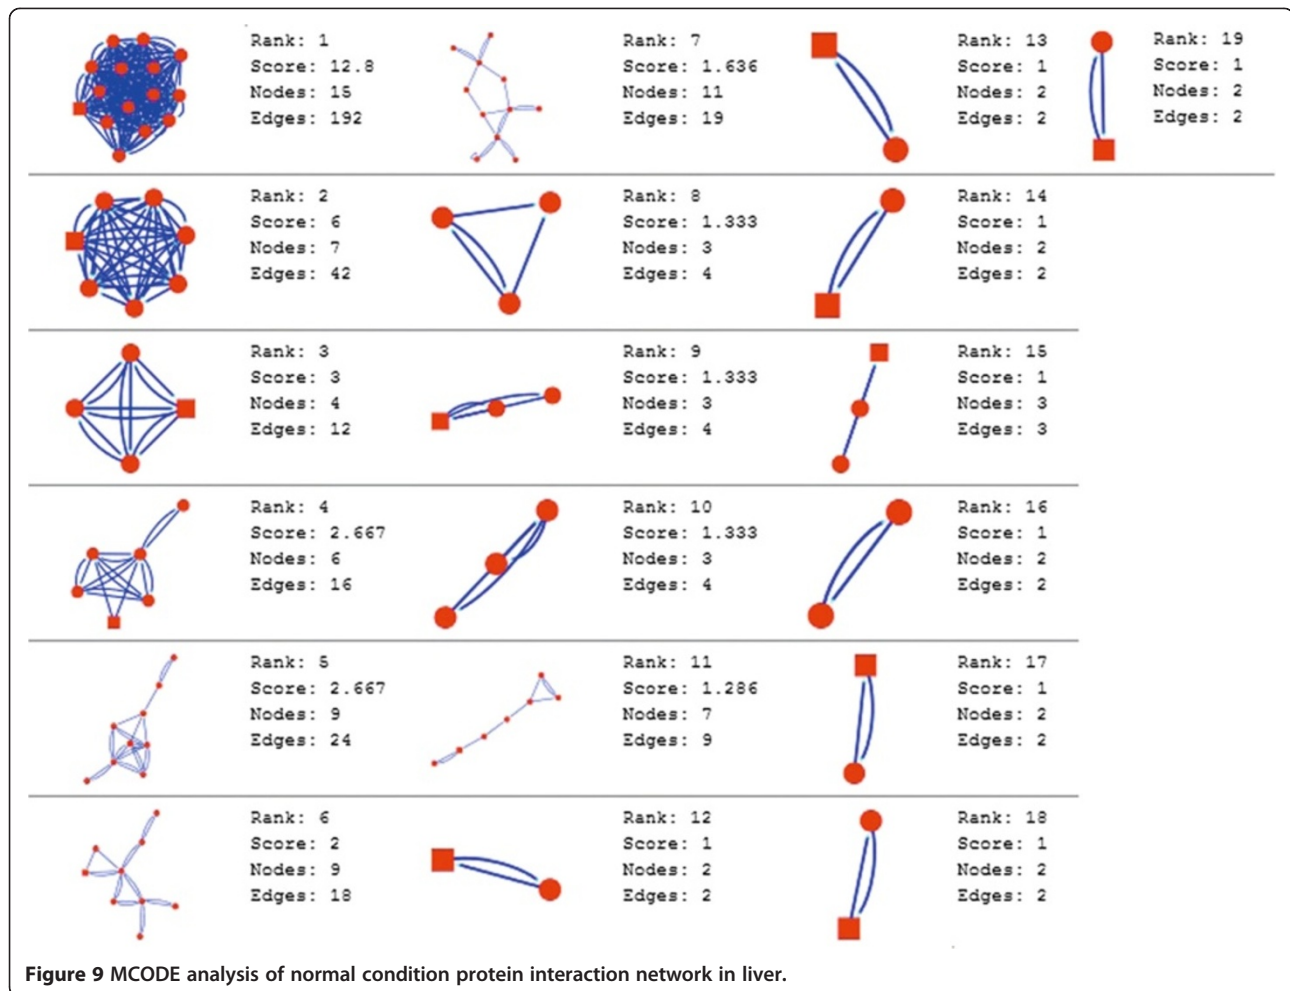 Rank: 1
Score: 12.8
Nodes: 15
Edges: 192
Rank: 7
Score: 1.636
Nodes: 11
Edges: 19
Rank: 13
Score: 1
Nodes: 2
Edges: 2
Rank: 19
Score: 1
Nodes: 2
Edges: 2
Rank: 2
Score: 6
Nodes: 7
Edges: 42
Rank: 8
Score: 1.333
Nodes: 3
Edges: 4
Rank: 14
Score: 1
Nodes: 2
Edges: 2
Rank: 3
Score: 3
Nodes: 4
Edges: 12
Rank: 9
Score: 1.333
Nodes: 3
Edges: 4
Rank: 15
Score: 1
Nodes: 3
Edges: 3
Rank: 4
Score: 2.667
Nodes: 6
Edges: 16
Rank: 10
Score: 1.333
Nodes: 3
Edges: 4
Rank: 16
Score: 1
Nodes: 2
Edges: 2
Rank: 5
Score: 2.667
Nodes: 9
Edges: 24
Rank: 11
Score: 1.286
Nodes: 7
Edges: 9
Rank: 17
Score: 1
Nodes: 2
Edges: 2
Rank: 6
Score: 2
Nodes: 9
Edges: 18
Rank: 12
Score: 1
Nodes: 2
Edges: 2
Rank: 18
Score: 1
Nodes: 2
Edges: 2
Figure 9 MCODE analysis of normal condition protein interaction network in liver.